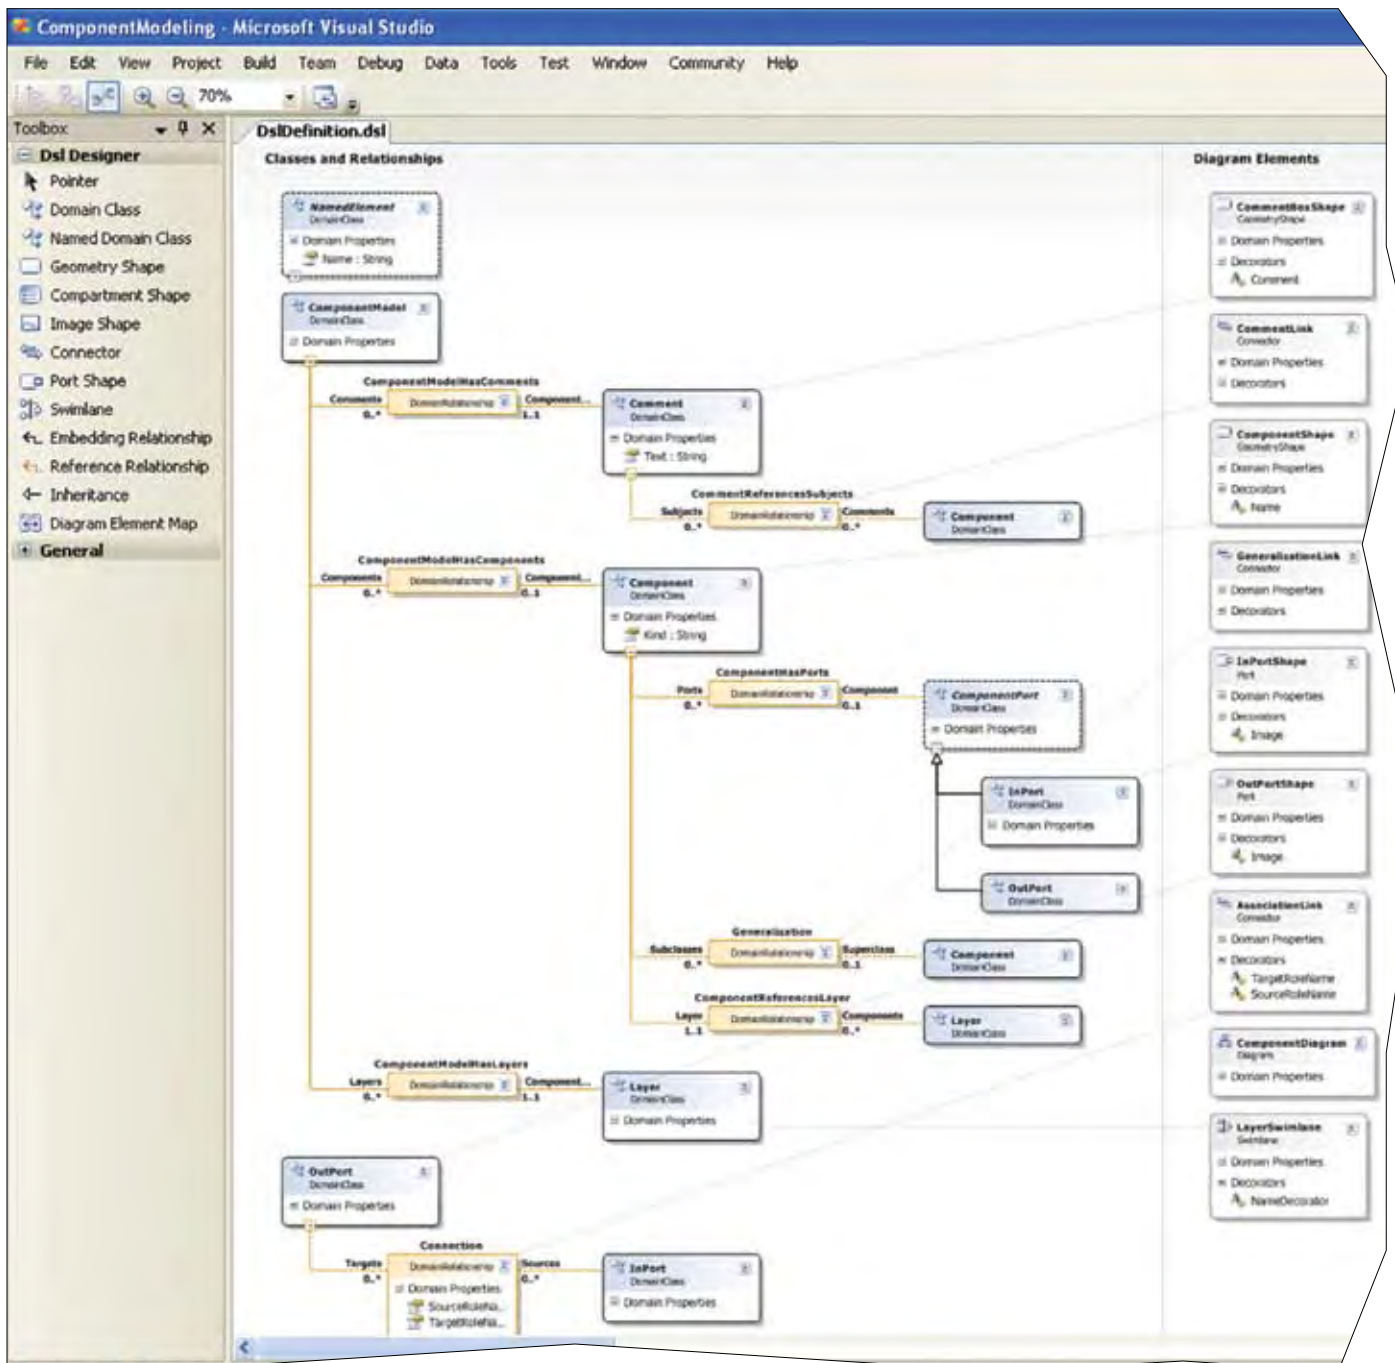 ComponentModeling - Microsoft Visual Studio
File Edit View Project Build Team Debug Data Tools Test Window Community Help
70%
Toolbox
Dsl Designer
Pointer
Domain Class
Named Domain Class
Geometry Shape
Compartment Shape
Image Shape
Connector
Port Shape
Swimlane
Embedding Relationship
Reference Relationship
Inheritance
Diagram Element Map
General
DslDefinition.dsl
Classes and Relationships
NamedElement
DomainClass
Domain Properties
Name : String
ComponentModel
DomainClass
Domain Properties
ComponentModelHasComments
Comments
0..*
DomainRelationship
Component...
1..1
Comment
DomainClass
Domain Properties
Text : String
CommentReferencesSubjects
Subjects
0..*
DomainRelationship
Comments
0..*
Component
DomainClass
ComponentModelHasComponents
Components
0..*
DomainRelationship
Component...
0..1
Component
DomainClass
Domain Properties
Kind : String
ComponentHasPorts
Ports
0..*
DomainRelationship
Component
0..1
ComponentPort
DomainClass
Domain Properties
InPort
DomainClass
Domain Properties
OutPort
DomainClass
Generalisation
Subclasses
0..*
DomainRelationship
Superclass
0..1
Component
DomainClass
ComponentReferencesLayer
Layer
1..1
DomainRelationship
Components
0..*
Layer
DomainClass
ComponentModelHasLayers
Layers
0..*
DomainRelationship
Component...
1..1
Layer
DomainClass
Domain Properties
OutPort
DomainClass
Domain Properties
Connection
Targets
0..*
DomainRelationship
Sources
0..*
Domain Properties
SourceRoleNa...
TargetRoleNa...
InPort
DomainClass
Domain Properties
Diagram Elements
CommentBoxShape
GeometryShape
Domain Properties
Decorators
Comment
CommentLink
Connector
Domain Properties
Decorators
ComponentShape
GeometryShape
Domain Properties
Decorators
Name
GeneralisationLink
Connector
Domain Properties
Decorators
InPortShape
Port
Domain Properties
Decorators
Image
OutPortShape
Port
Domain Properties
Decorators
Image
AssociationLink
Connector
Domain Properties
Decorators
TargetRoleName
SourceRoleName
ComponentDiagram
Diagram
Domain Properties
LayerSwimlane
Swimlane
Domain Properties
Decorators
NameDecorator